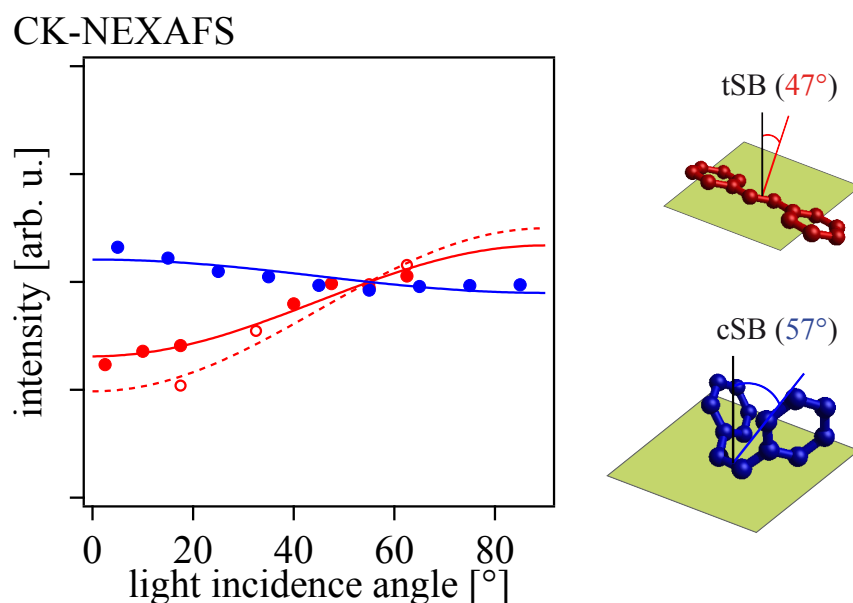 CK-NEXAFS
intensity [arb. u.]
0
20
40
60
80
light incidence angle [°]
tSB (47°)
cSB (57°)